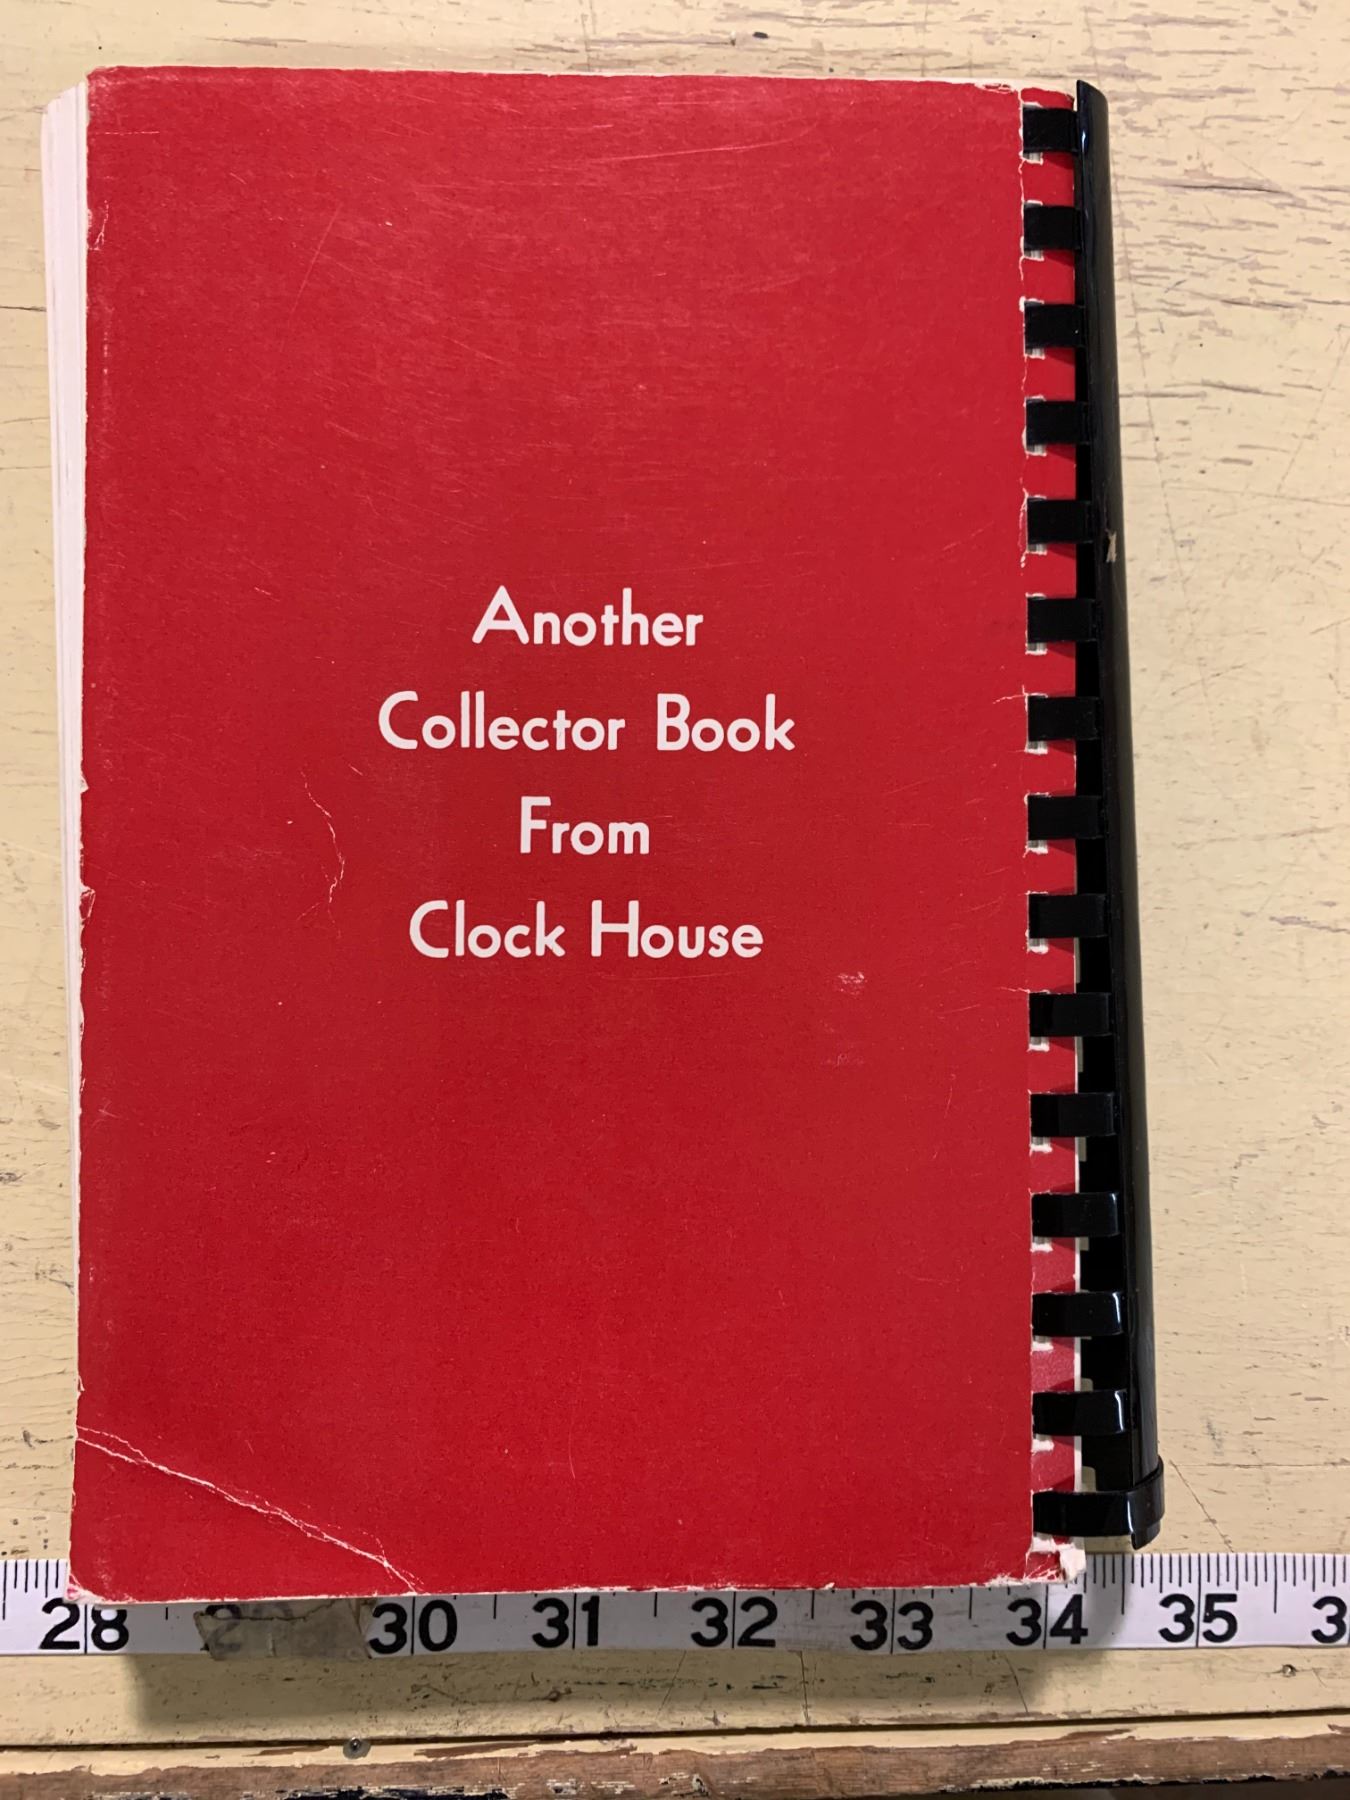 Another
Collector Book
From
Clock House
28 30 31 32 33 34 35